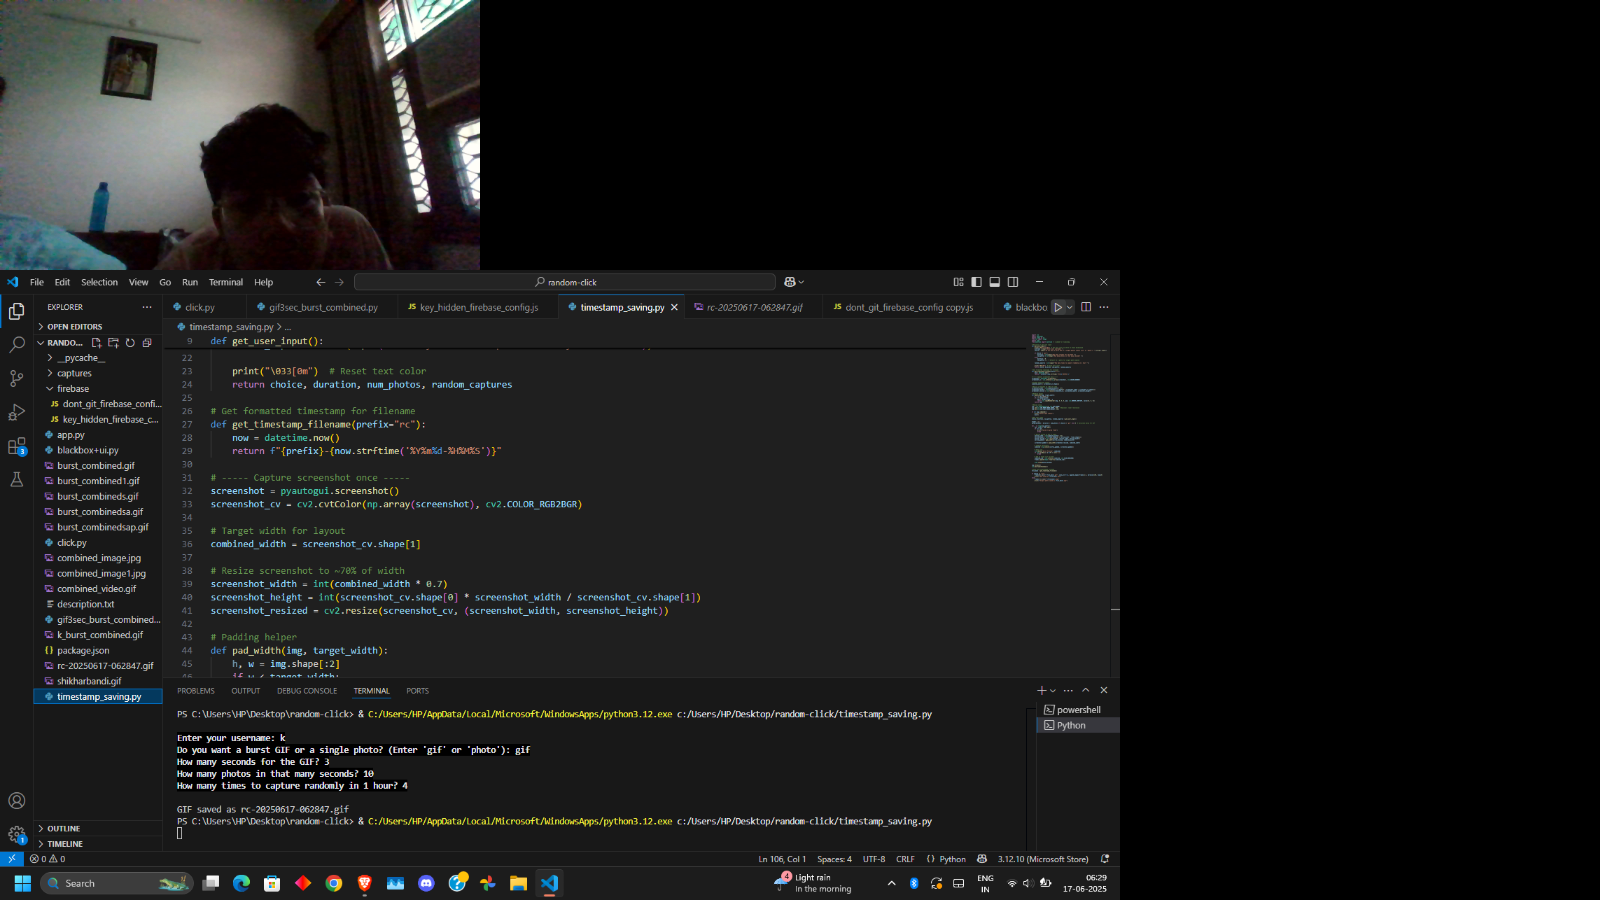 File Edit Selection View Go Run Terminal Help
random-click
EXPLORER
OPEN EDITORS
RANDO...
__pycache__
captures
firebase
dont_git_firebase_confi...
key_hidden_firebase_c...
app.py
blackbox+ui.py
burst_combined.gif
burst_combined1.gif
burst_combineds.gif
burst_combinedsa.gif
burst_combinedsap.gif
click.py
combined_image.jpg
combined_image1.jpg
combined_video.gif
description.txt
gif3sec_burst_combined...
k_burst_combined.gif
package.json
rc-20250617-062847.gif
shikharbandi.gif
timestamp_saving.py
OUTLINE
TIMELINE
click.py gif3sec_burst_combined.py key_hidden_firebase_config.js timestamp_saving.py rc-20250617-062847.gif dont_git_firebase_config copy.js blackbo
timestamp_saving.py > ...
9 def get_user_input():
22
23 print("\033[0m") # Reset text color
24 return choice, duration, num_photos, random_captures
25
26 # Get formatted timestamp for filename
27 def get_timestamp_filename(prefix="rc"):
28 now = datetime.now()
29 return f"{prefix}-{now.strftime('%Y%m%d-%H%M%S')}"
30
31 # ----- Capture screenshot once -----
32 screenshot = pyautogui.screenshot()
33 screenshot_cv = cv2.cvtColor(np.array(screenshot), cv2.COLOR_RGB2BGR)
34
35 # Target width for layout
36 combined_width = screenshot_cv.shape[1]
37
38 # Resize screenshot to ~70% of width
39 screenshot_width = int(combined_width * 0.7)
40 screenshot_height = int(screenshot_cv.shape[0] * screenshot_width / screenshot_cv.shape[1])
41 screenshot_resized = cv2.resize(screenshot_cv, (screenshot_width, screenshot_height))
42
43 # Padding helper
44 def pad_width(img, target_width):
45 h, w = img.shape[:2]
46 if w < target_width:
PROBLEMS OUTPUT DEBUG CONSOLE TERMINAL PORTS
PS C:\Users\HP\Desktop\random-click> & C:/Users/HP/AppData/Local/Microsoft/WindowsApps/python3.12.exe c:/Users/HP/Desktop/random-click/timestamp_saving.py
Enter your username: k
Do you want a burst GIF or a single photo? (Enter 'gif' or 'photo'): gif
How many seconds for the GIF? 3
How many photos in that many seconds? 10
How many times to capture randomly in 1 hour? 4
GIF saved as rc-20250617-062847.gif
PS C:\Users\HP\Desktop\random-click> & C:/Users/HP/AppData/Local/Microsoft/WindowsApps/python3.12.exe c:/Users/HP/Desktop/random-click/timestamp_saving.py
powershell
Python
3
1
0 0
Ln 106, Col 1 Spaces: 4 UTF-8 CRLF {} Python 3.12.10 (Microsoft Store)
Search
4
Light rain
In the morning
ENG
IN
06:29
17-06-2025